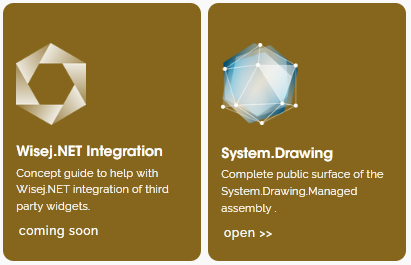 Wisej.NET Integration
Concept guide to help with
Wisej.NET integration of third
party widgets.
coming soon
System.Drawing
Complete public surface of the
System.Drawing.Managed
assembly .
open >>